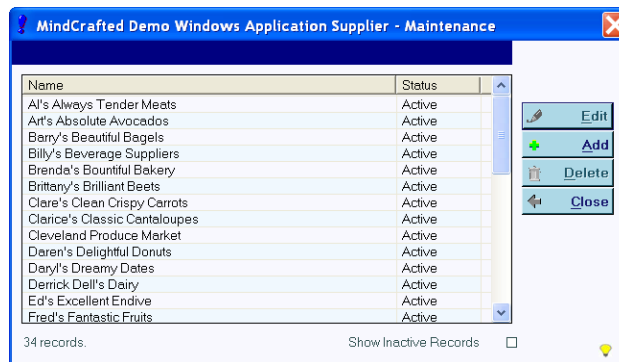 MindCrafted Demo Windows Application Supplier - Maintenance
Name Status
Al's Always Tender Meats Active
Art's Absolute Avocados Active
Barry's Beautiful Bagels Active
Billy's Beverage Suppliers Active
Brenda's Bountiful Bakery Active
Brittany's Brilliant Beets Active
Clare's Clean Crispy Carrots Active
Clarice's Classic Cantaloupes Active
Cleveland Produce Market Active
Daren's Delightful Donuts Active
Daryl's Dreamy Dates Active
Derrick Dell's Dairy Active
Ed's Excellent Endive Active
Fred's Fantastic Fruits Active
Edit
Add
Delete
Close
34 records. Show Inactive Records